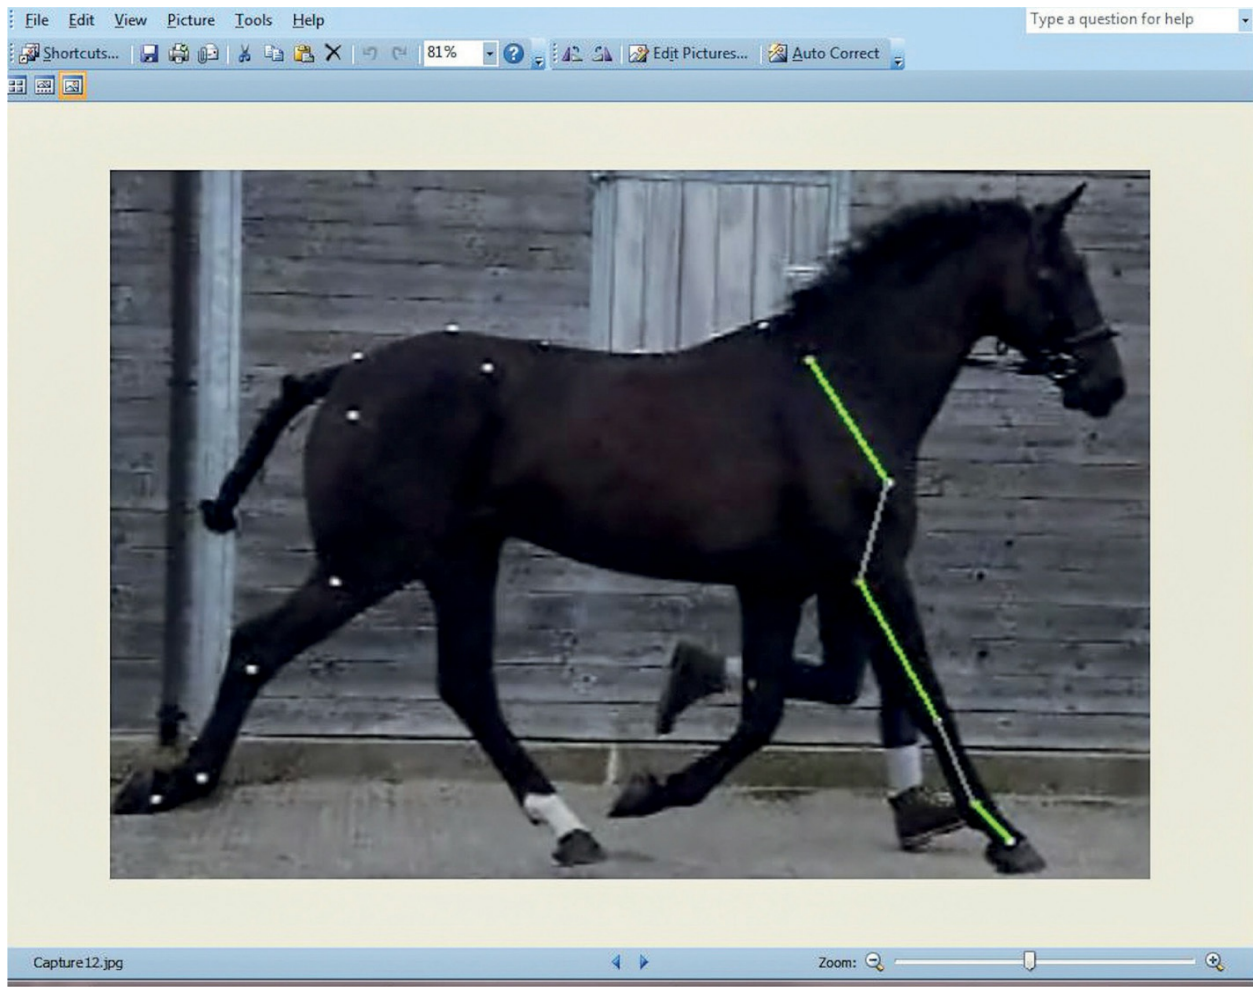 File Edit View Picture Tools Help
Type a question for help
Shortcuts...
81%
Edit Pictures...
Auto Correct
Capture12.jpg
Zoom: